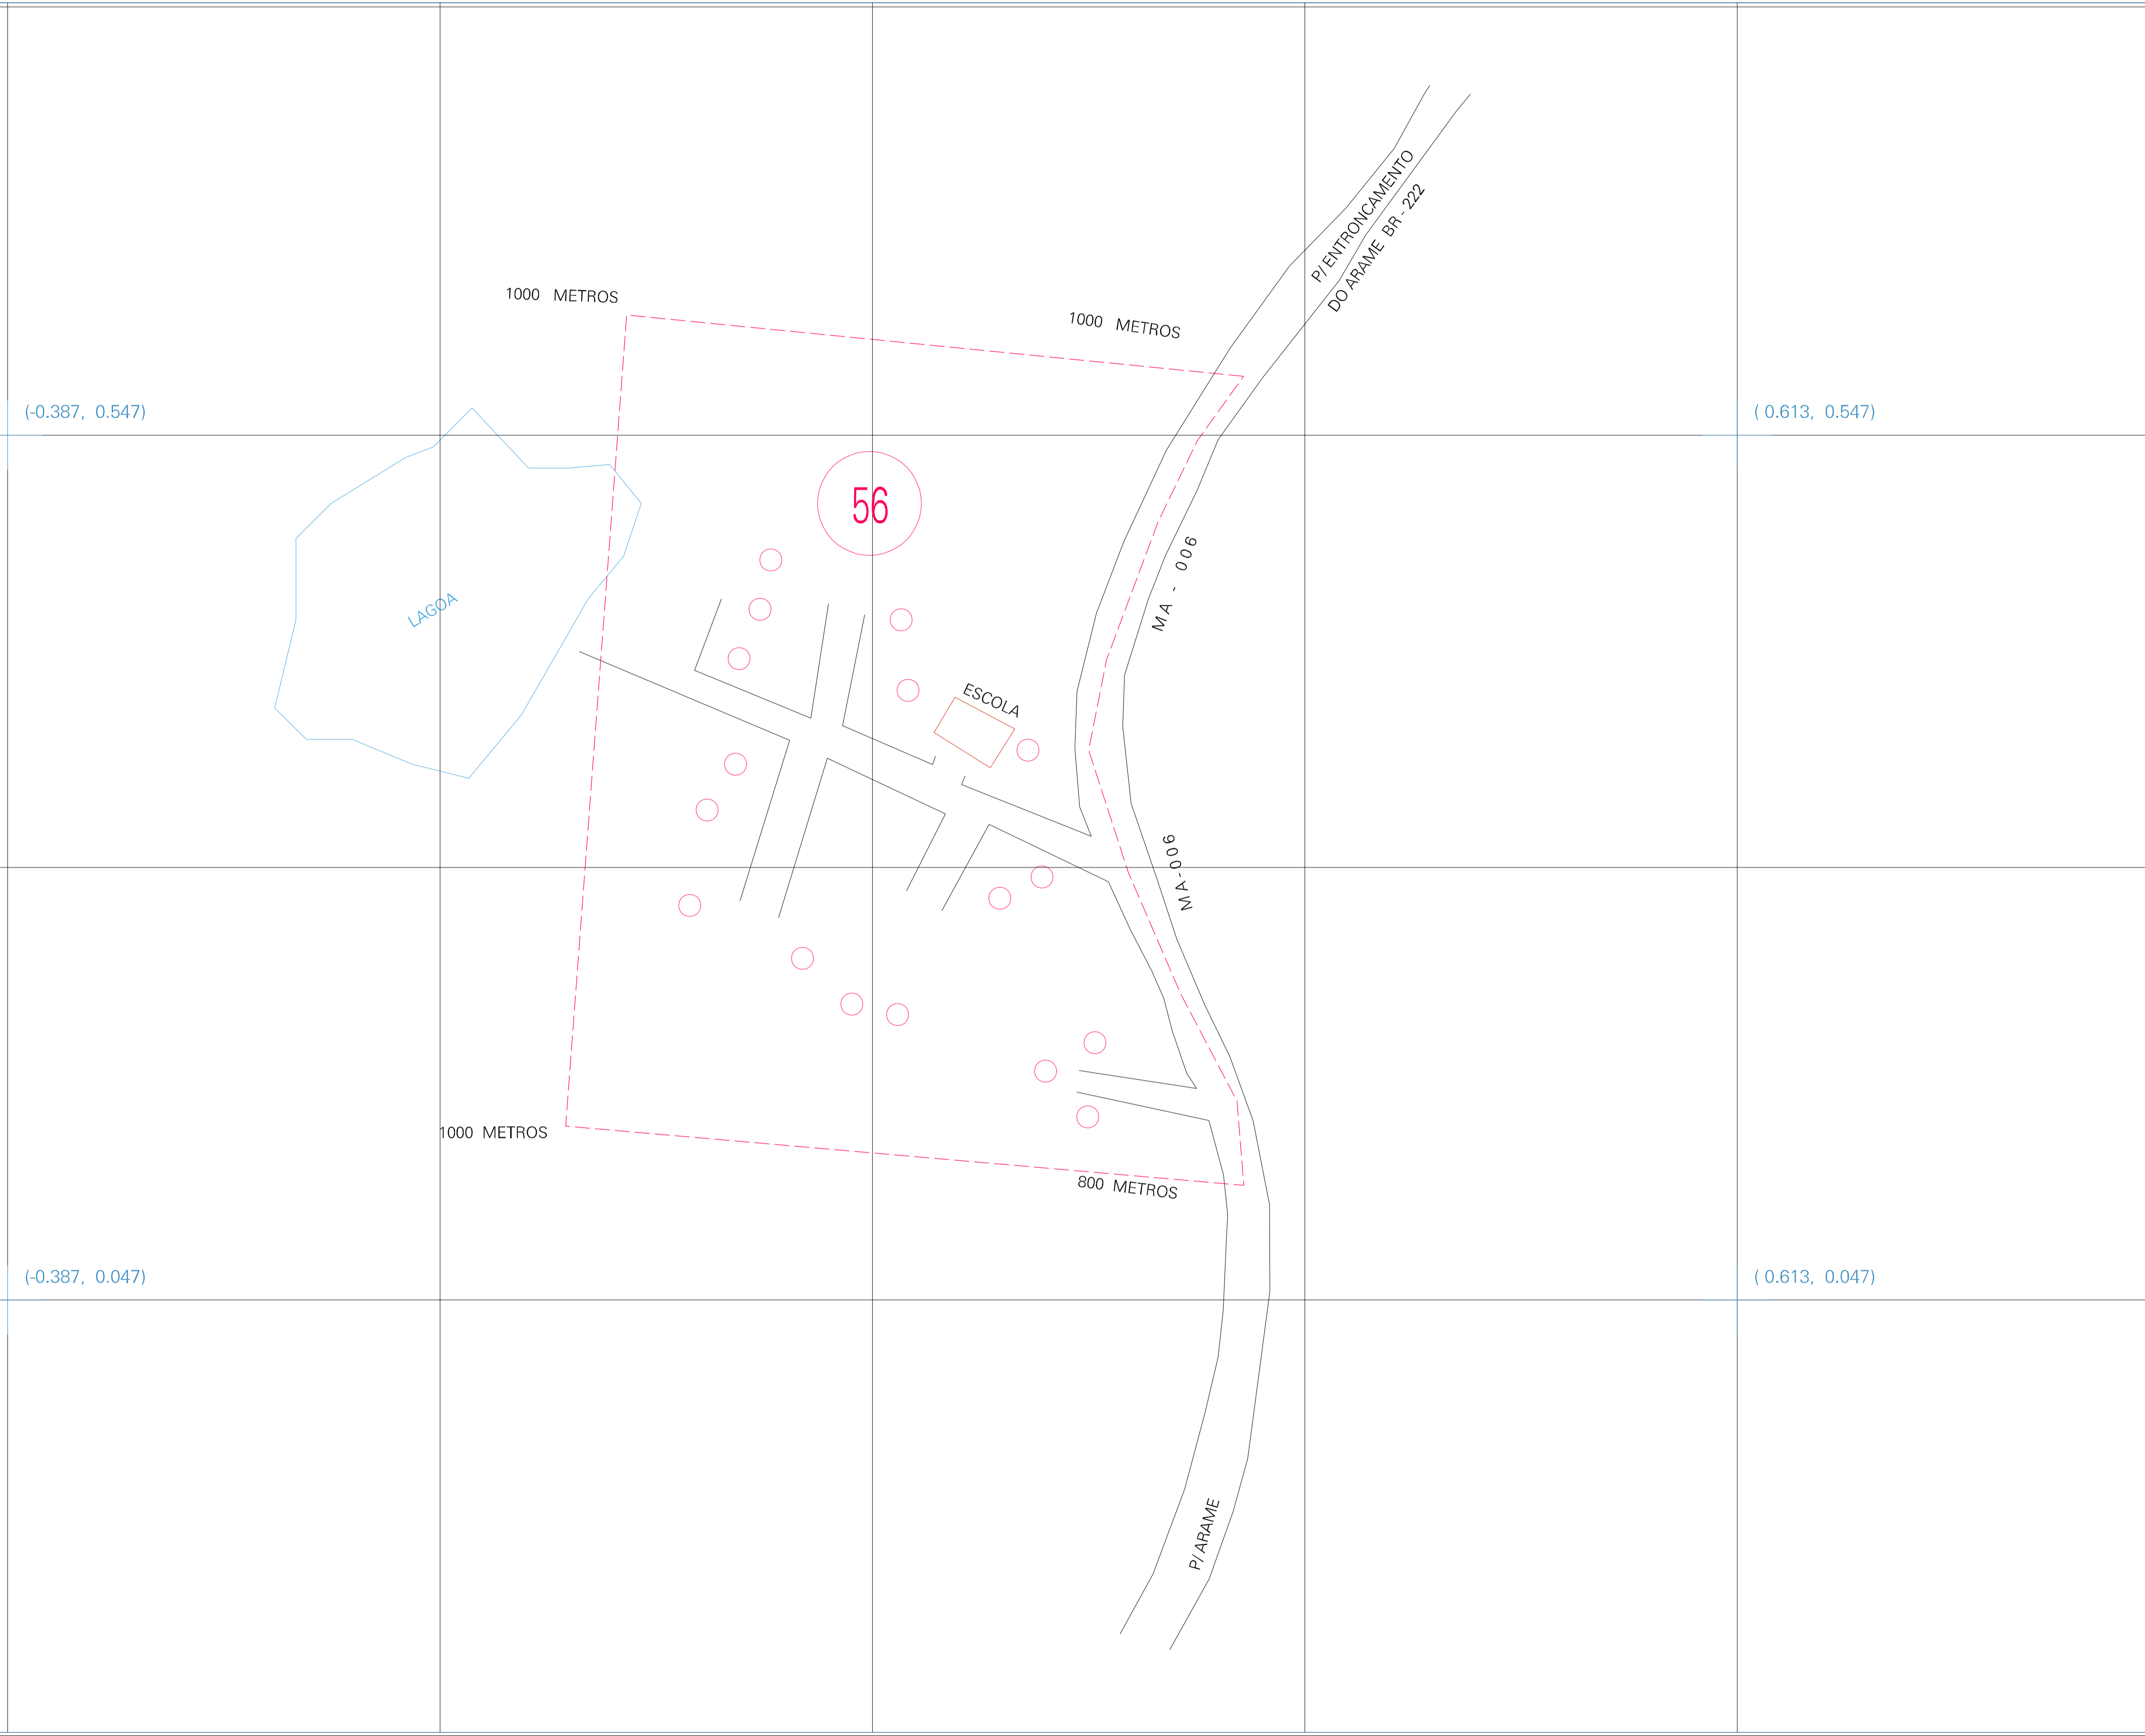 P/ ENTRONCAMENTO
DO ARAME BR - 222
1000 METROS
1000 METROS
(-0.387, 0.547)
( 0.613, 0.547)
56
MA - 006
LAGOA
ESCOLA
MA-006
1000 METROS
800 METROS
(-0.387, 0.047)
( 0.613, 0.047)
P/ ARAME